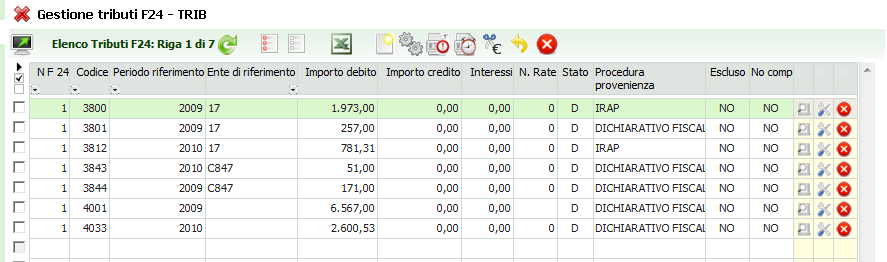 Gestione tributi F24 - TRIB
Elenco Tributi F24: Riga 1 di 7
N F 24 Codice Periodo riferimento Ente di riferimento Importo debito Importo credito Interessi N. Rate Stato Procedura provenienza Escluso No comp
1 3800 2009 17 1.973,00 0,00 0,00 0 D IRAP NO NO
1 3801 2009 17 257,00 0,00 0,00 0 D DICHIARATIVO FISCAL NO NO
1 3812 2010 17 781,31 0,00 0,00 0 D IRAP NO NO
1 3843 2010 C847 51,00 0,00 0,00 0 D DICHIARATIVO FISCAL NO NO
1 3844 2009 C847 171,00 0,00 0,00 0 D DICHIARATIVO FISCAL NO NO
1 4001 2009 6.567,00 0,00 0,00 D DICHIARATIVO FISCAL NO NO
1 4033 2010 2.600,53 0,00 0,00 0 D DICHIARATIVO FISCAL NO NO